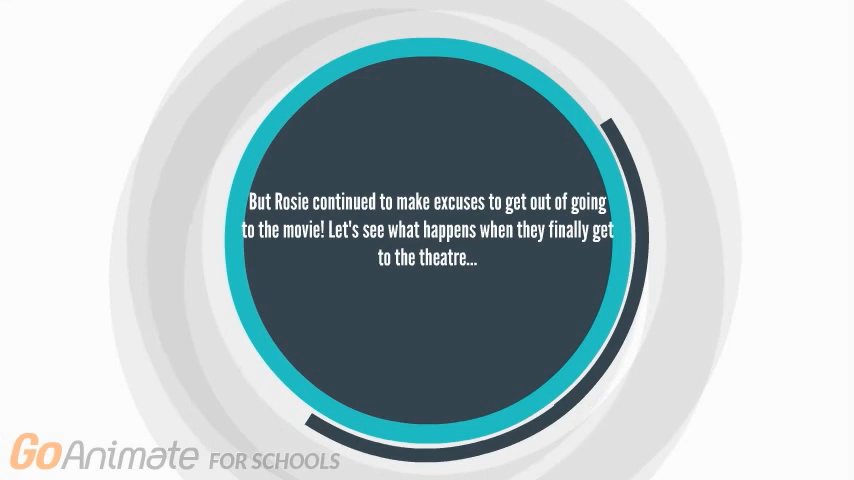 But Rosie continued to make excuses to get out of going
to the movie! Let's see what happens when they finally get
to the theatre...
GoAnimate FOR SCHOOLS